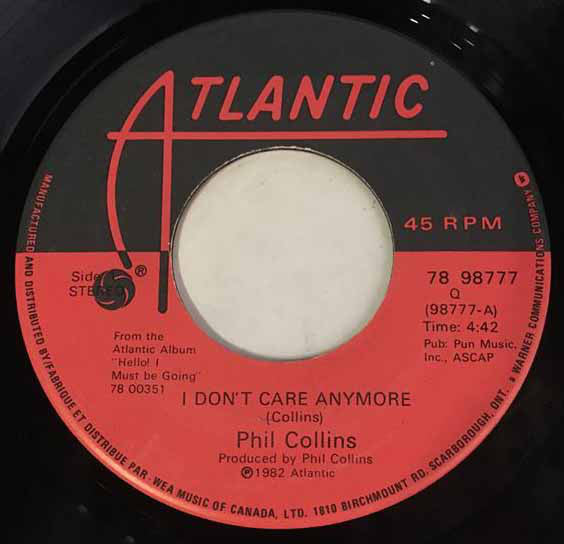 ATLANTIC
45 RPM
Side
STEREO
®
78 98777
Q
(98777-A)
Time: 4:42
Pub: Pun Music,
Inc., ASCAP
From the
Atlantic Album
"Hello! I
Must be Going"
78 00351
I DON'T CARE ANYMORE
(Collins)
Phil Collins
Produced by Phil Collins
℗1982 Atlantic
MANUFACTURED AND DISTRIBUTED BY/FABRIQUE ET DISTRIBUE PAR - WEA MUSIC OF CANADA, LTD. 1810 BIRCHMOUNT RD. SCARBOROUGH, ONT. A WARNER COMMUNICATIONS COMPANY